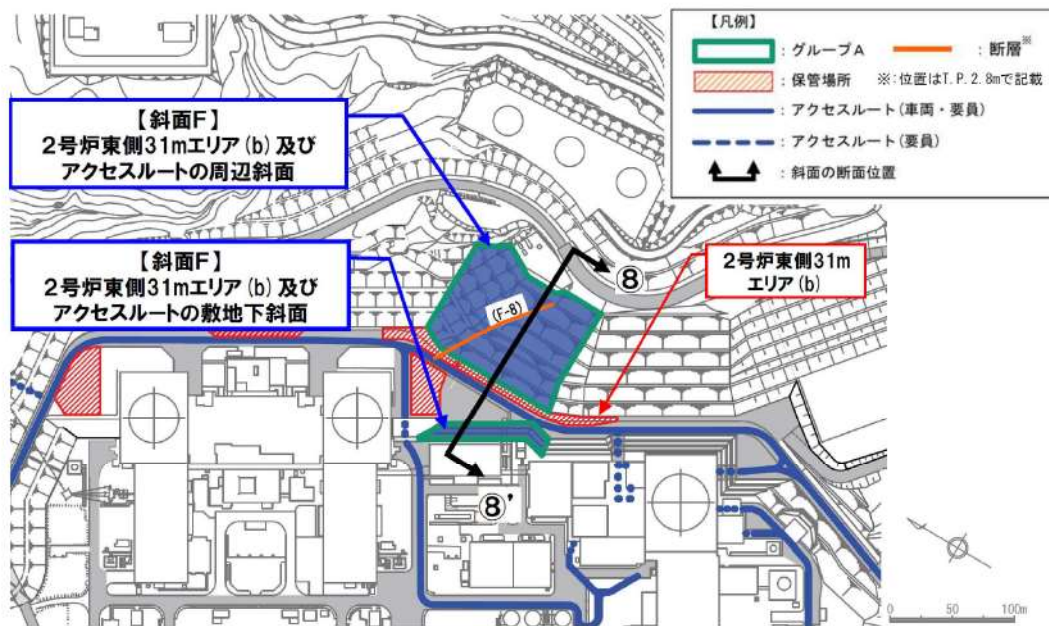 【凡例】
：グループA
：断層※
：保管場所
※：位置はT.P.2.8mで記載
：アクセスルート(車両・要員)
：アクセスルート(要員)
：斜面の断面位置
【斜面F】
2号炉東側31mエリア(b)及び
アクセスルートの周辺斜面
【斜面F】
2号炉東側31mエリア(b)及び
アクセスルートの敷地下斜面
⑧
2号炉東側31m
エリア(b)
(F-8)
⑧'
0 50 100m